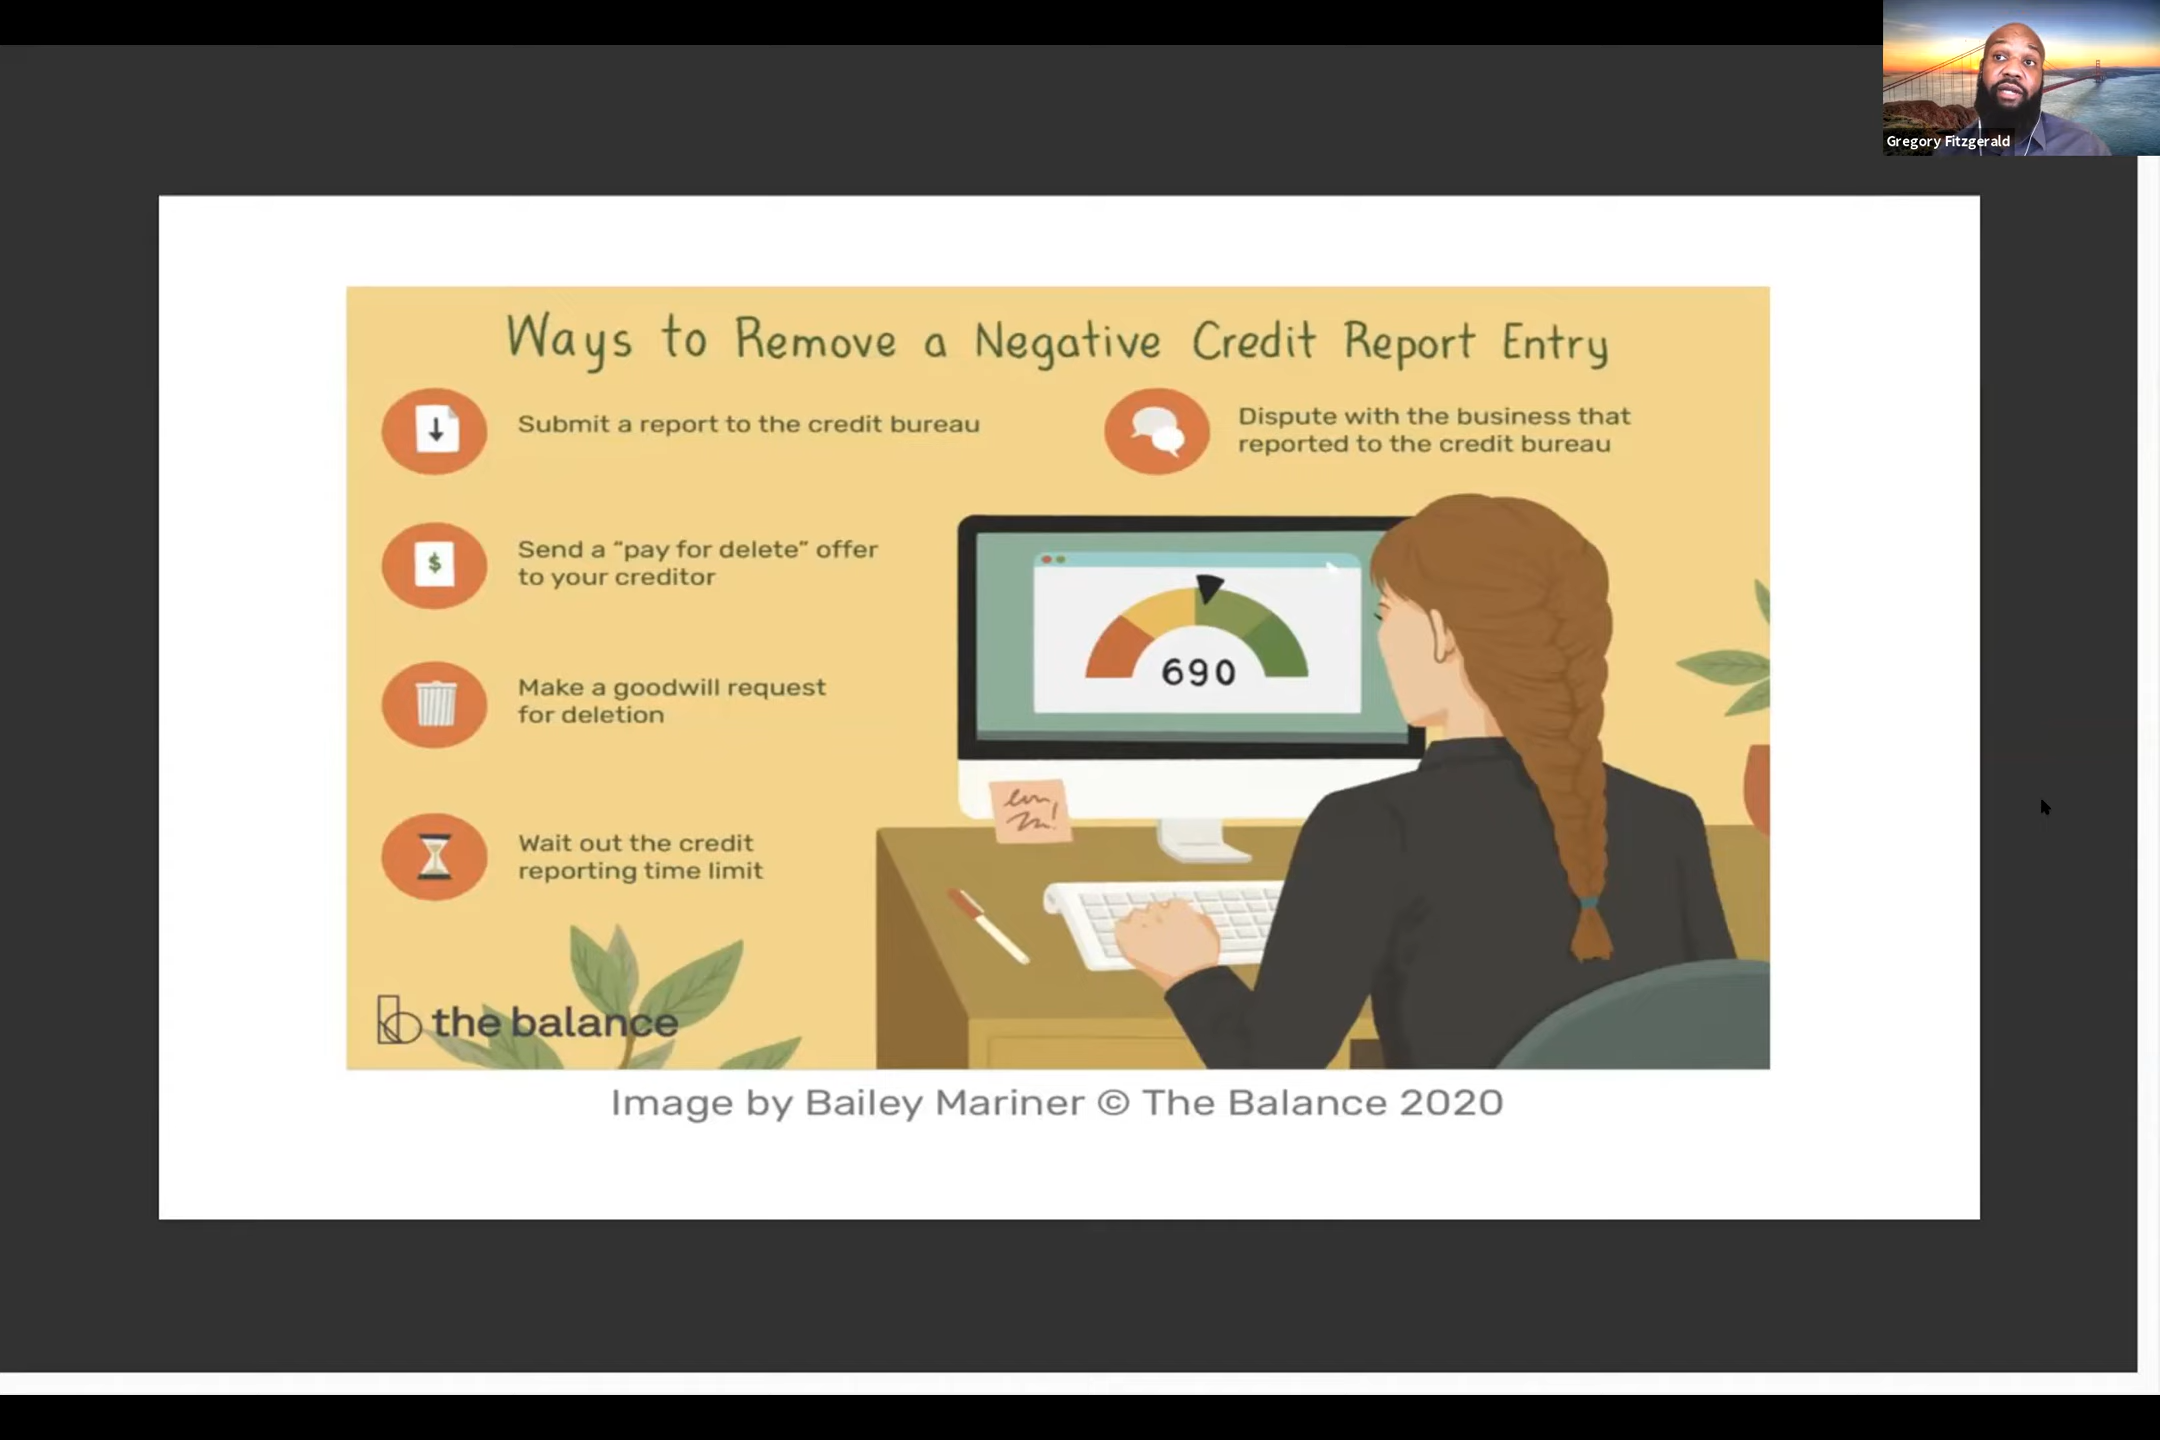 Gregory Fitzgerald
Ways to Remove a Negative Credit Report Entry
Submit a report to the credit bureau
Dispute with the business that
reported to the credit bureau
Send a “pay for delete” offer
to your creditor
$
Make a goodwill request
for deletion
Wait out the credit
reporting time limit
690
the balance
Image by Bailey Mariner © The Balance 2020